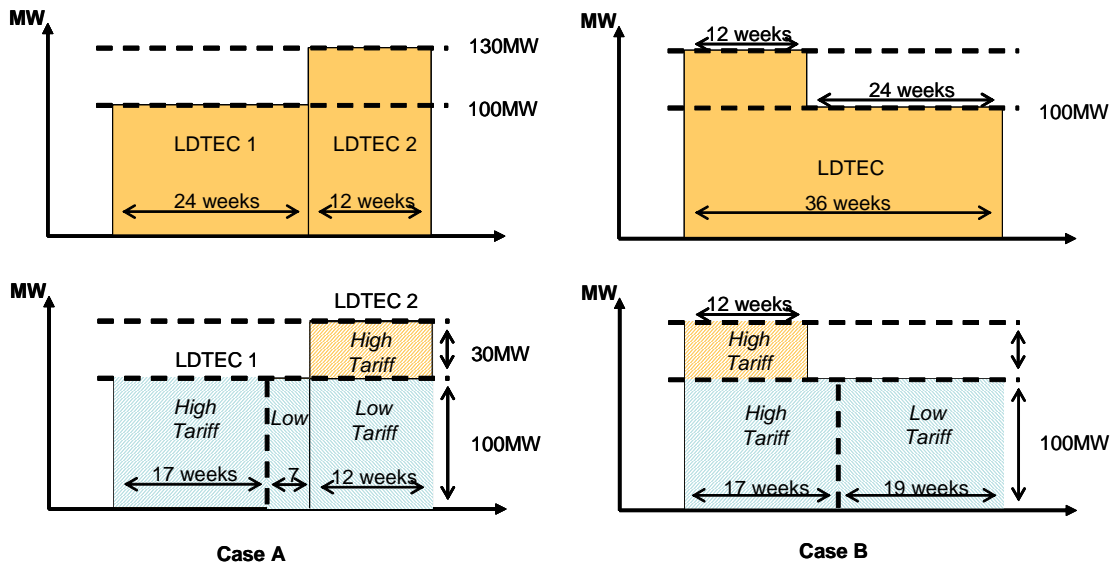 MW
130MW
100MW
LDTEC 1
LDTEC 2
24 weeks
12 weeks
MW
12 weeks
24 weeks
100MW
LDTEC
36 weeks
MW
LDTEC 2
High
Tariff
30MW
LDTEC 1
High
Tariff
Low
Low
Tariff
100MW
17 weeks
7
12 weeks
Case A
MW
12 weeks
High
Tariff
High
Tariff
Low
Tariff
100MW
17 weeks
19 weeks
Case B